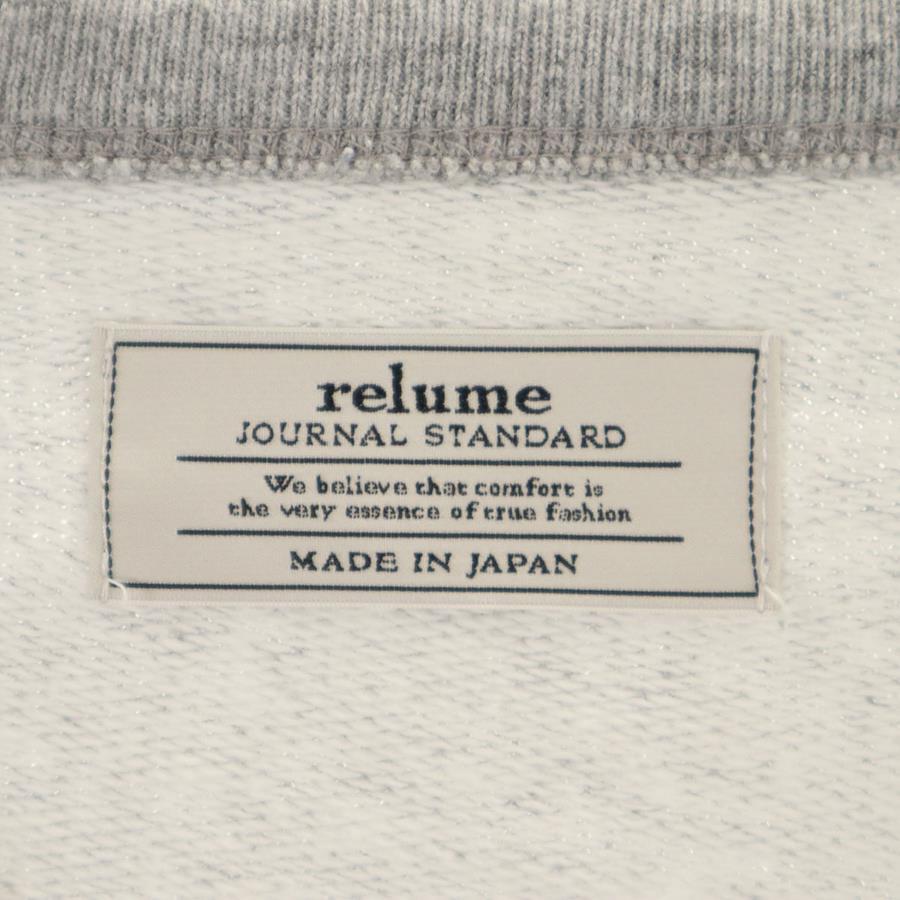 relume
JOURNAL STANDARD
We believe that comfort is
the very essence of true fashion
MADE IN JAPAN